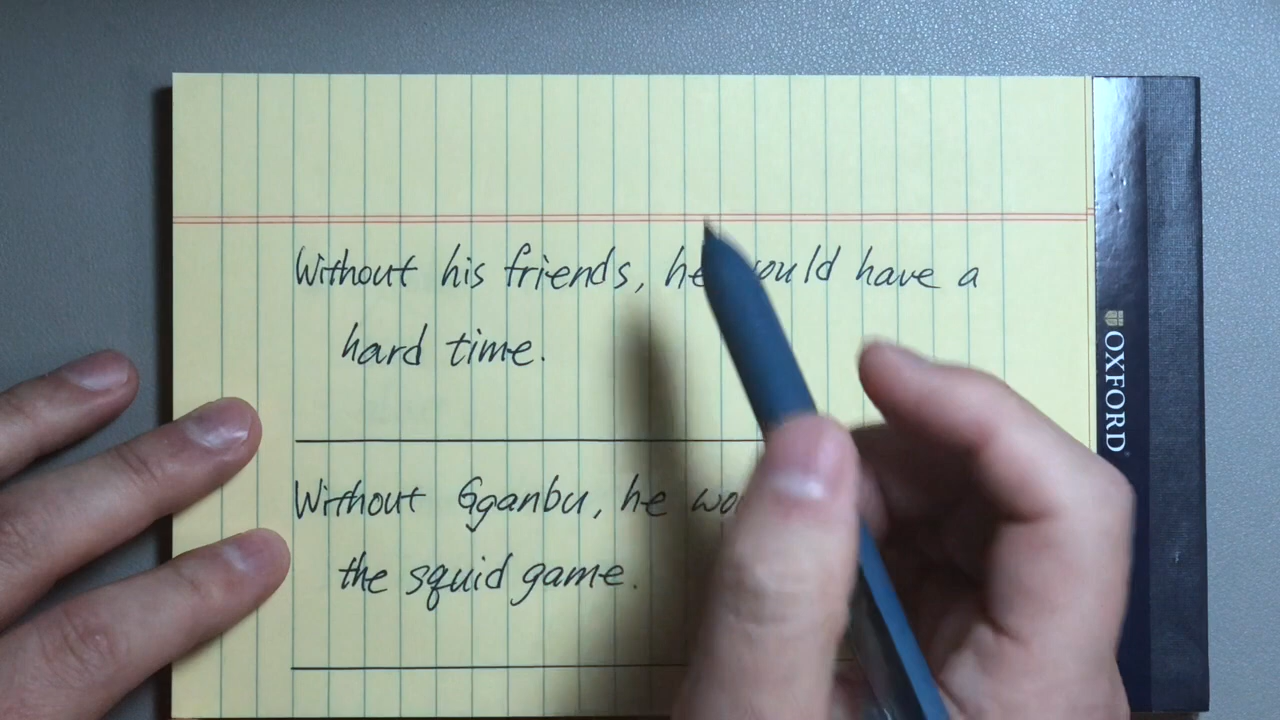 Without his friends, he would have a
hard time.
Without Gganbu, he
the squid game.
OXFORD